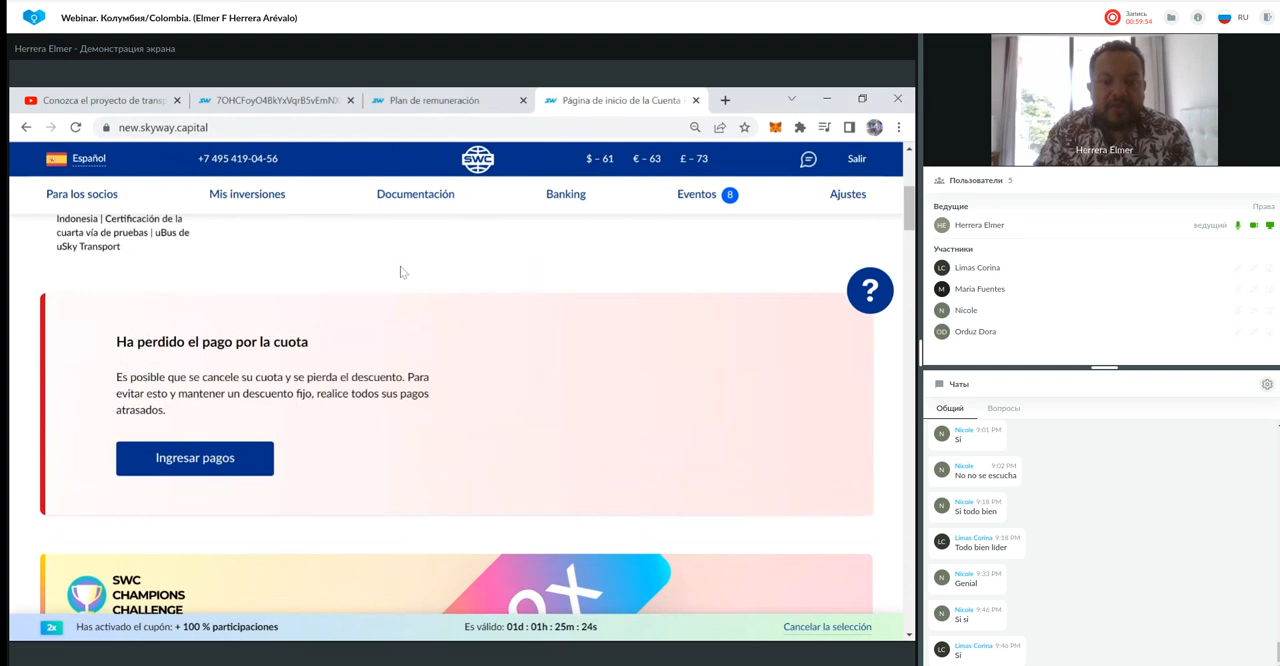 Webinar. Колумбия/Colombia. (Elmer F Herrera Arévalo)
Запись
00:59:54
RU
Herrera Elmer - Демонстрация экрана
Conozca el proyecto de trans
Plan de remuneración
Página de inicio de la Cuenta
new.skyway.capital
Español
+7 495 419-04-56
SWC
$ – 61
€ – 63
£ – 73
Salir
Para los socios
Mis inversiones
Documentación
Banking
Eventos 8
Ajustes
Indonesia | Certificación de la
cuarta vía de pruebas | uBus de
uSky Transport
?
Ha perdido el pago por la cuota
Es posible que se cancele su cuota y se pierda el descuento. Para
evitar esto y mantener un descuento fijo, realice todos sus pagos
atrasados.
Ingresar pagos
SWC
CHAMPIONS
CHALLENGE
2x
Has activado el cupón: + 100 % participaciones
Es válido: 01d : 01h : 25m : 24s
Cancelar la selección
Herrera Elmer
Пользователи 5
Ведущие
Права
HE
Herrera Elmer
ведущий
Участники
LC
Limas Corina
M
Maria Fuentes
N
Nicole
OD
Orduz Dora
Чаты
Общий
Вопросы
N
Nicole 9:01 PM
Si
N
Nicole 9:02 PM
No no se escucha
N
Nicole 9:18 PM
Si todo bien
LC
Limas Corina 9:18 PM
Todo bien líder
N
Nicole 9:33 PM
Genial
N
Nicole 9:46 PM
Si si
LC
Limas Corina 9:46 PM
Si